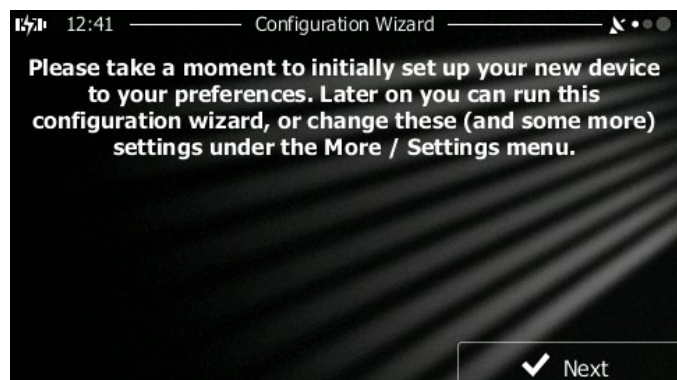 12:41 Configuration Wizard
Please take a moment to initially set up your new device
to your preferences. Later on you can run this
configuration wizard, or change these (and some more)
settings under the More / Settings menu.
Next